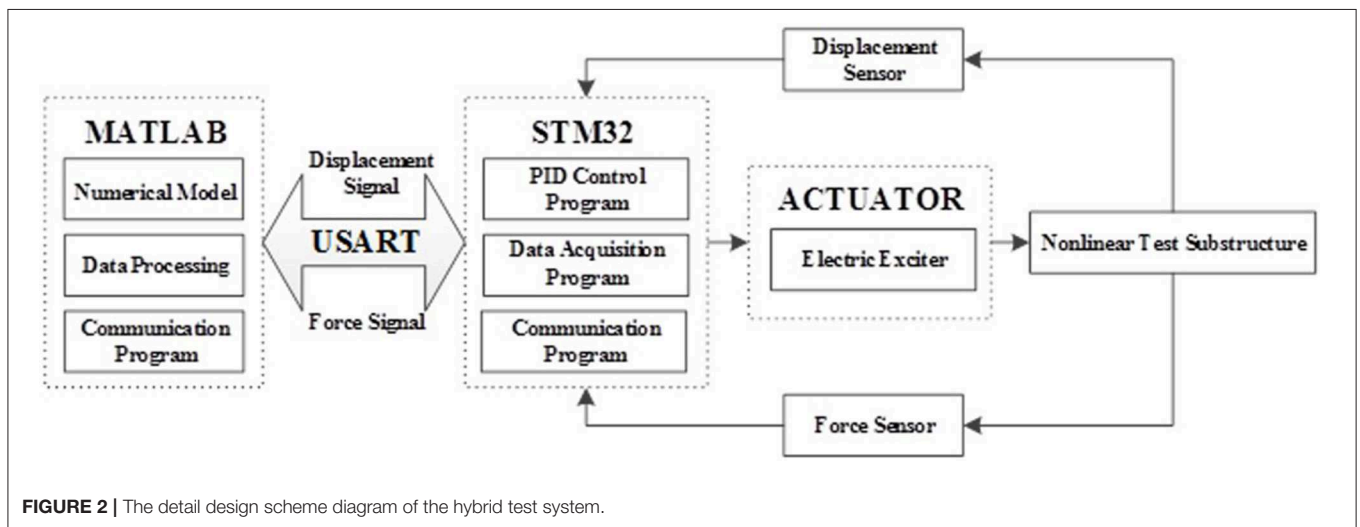 MATLAB
Numerical Model
Data Processing
Communication
Program
Displacement
Signal
USART
Force Signal
STM32
PID Control
Program
Data Acquisition
Program
Communication
Program
Displacement
Sensor
ACTUATOR
Electric Exciter
Nonlinear Test Substructure
Force Sensor
FIGURE 2 | The detail design scheme diagram of the hybrid test system.